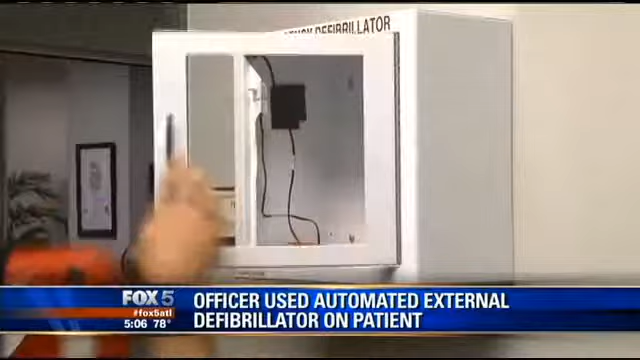 DEFIBRILLATOR
FOX 5
#fox5atl
5:06 78°
OFFICER USED AUTOMATED EXTERNAL
DEFIBRILLATOR ON PATIENT